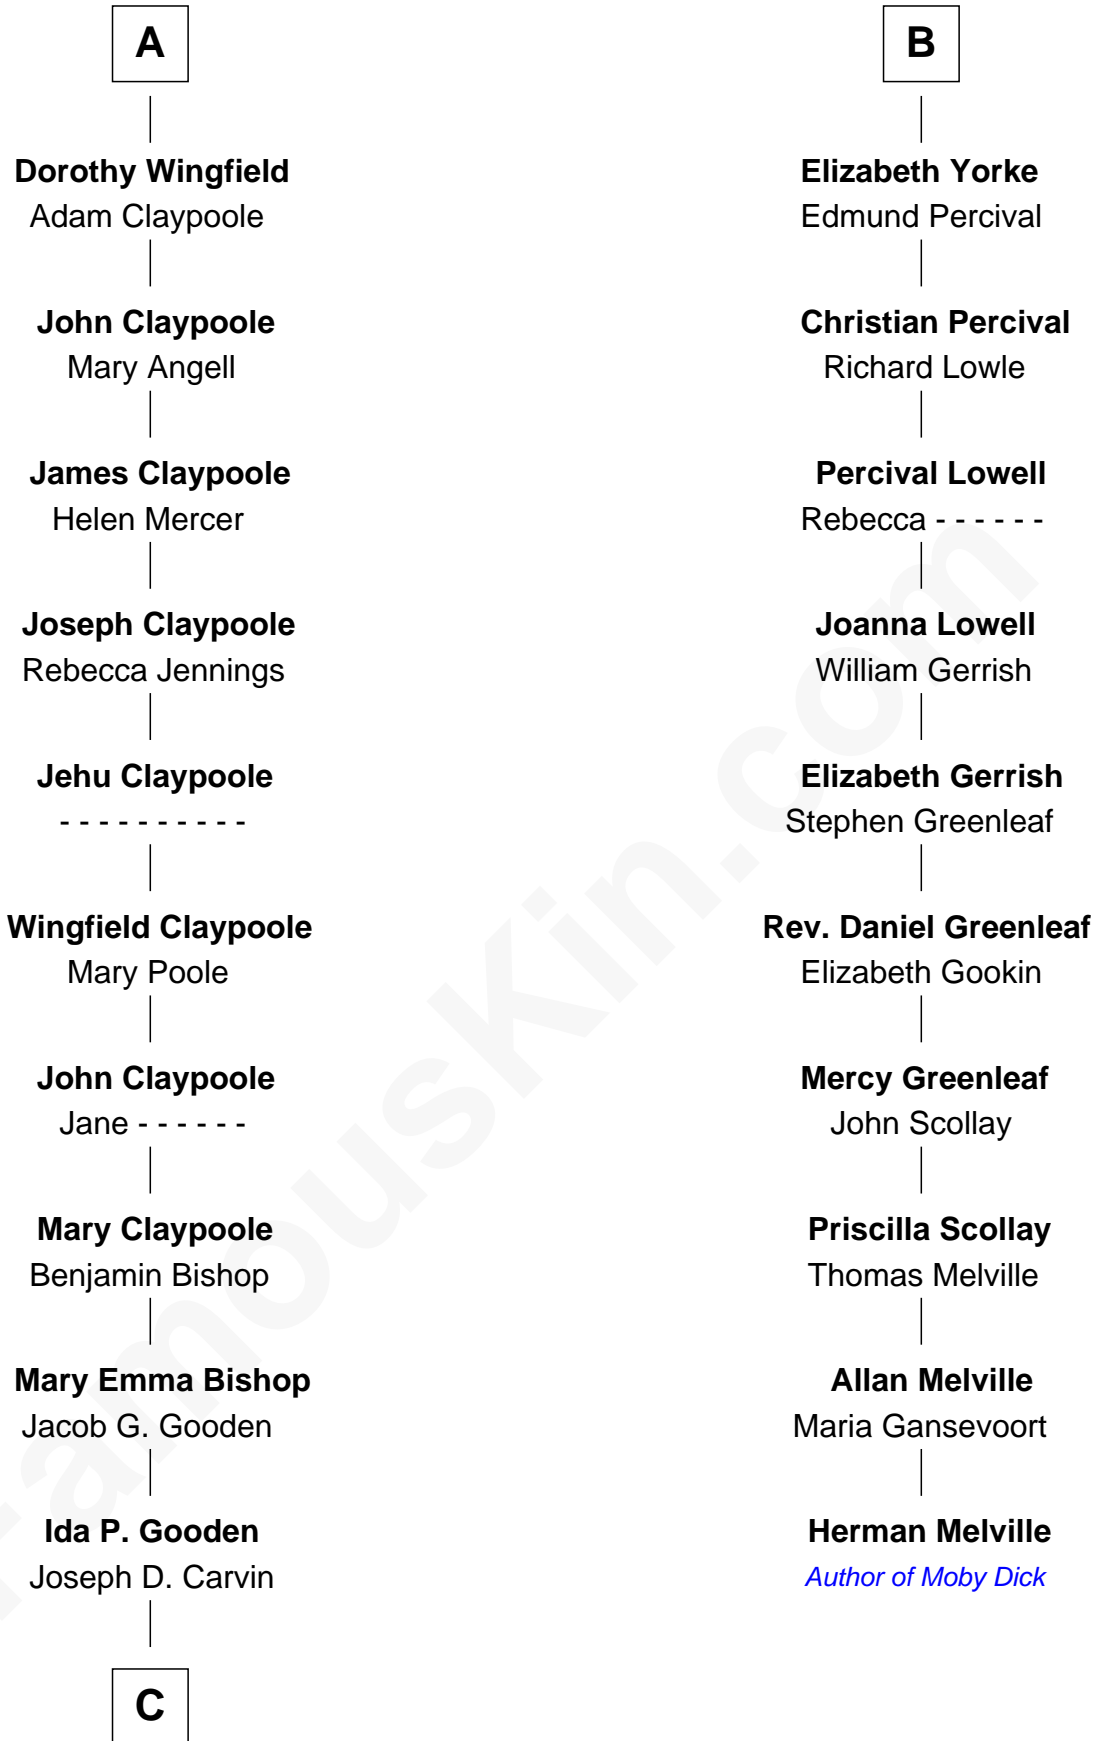 A
Dorothy Wingfield
Adam Claypoole
John Claypoole
Mary Angell
James Claypoole
Helen Mercer
Joseph Claypoole
Rebecca Jennings
Jehu Claypoole
- - - - - - - - - -
Wingfield Claypoole
Mary Poole
John Claypoole
Jane - - - - - -
Mary Claypoole
Benjamin Bishop
Mary Emma Bishop
Jacob G. Gooden
Ida P. Gooden
Joseph D. Carvin
C
B
Elizabeth Yorke
Edmund Percival
Christian Percival
Richard Lowle
Percival Lowell
Rebecca - - - - - -
Joanna Lowell
William Gerrish
Elizabeth Gerrish
Stephen Greenleaf
Rev. Daniel Greenleaf
Elizabeth Gookin
Mercy Greenleaf
John Scollay
Priscilla Scollay
Thomas Melville
Allan Melville
Maria Gansevoort
Herman Melville
Author of Moby Dick
FamousKin.com